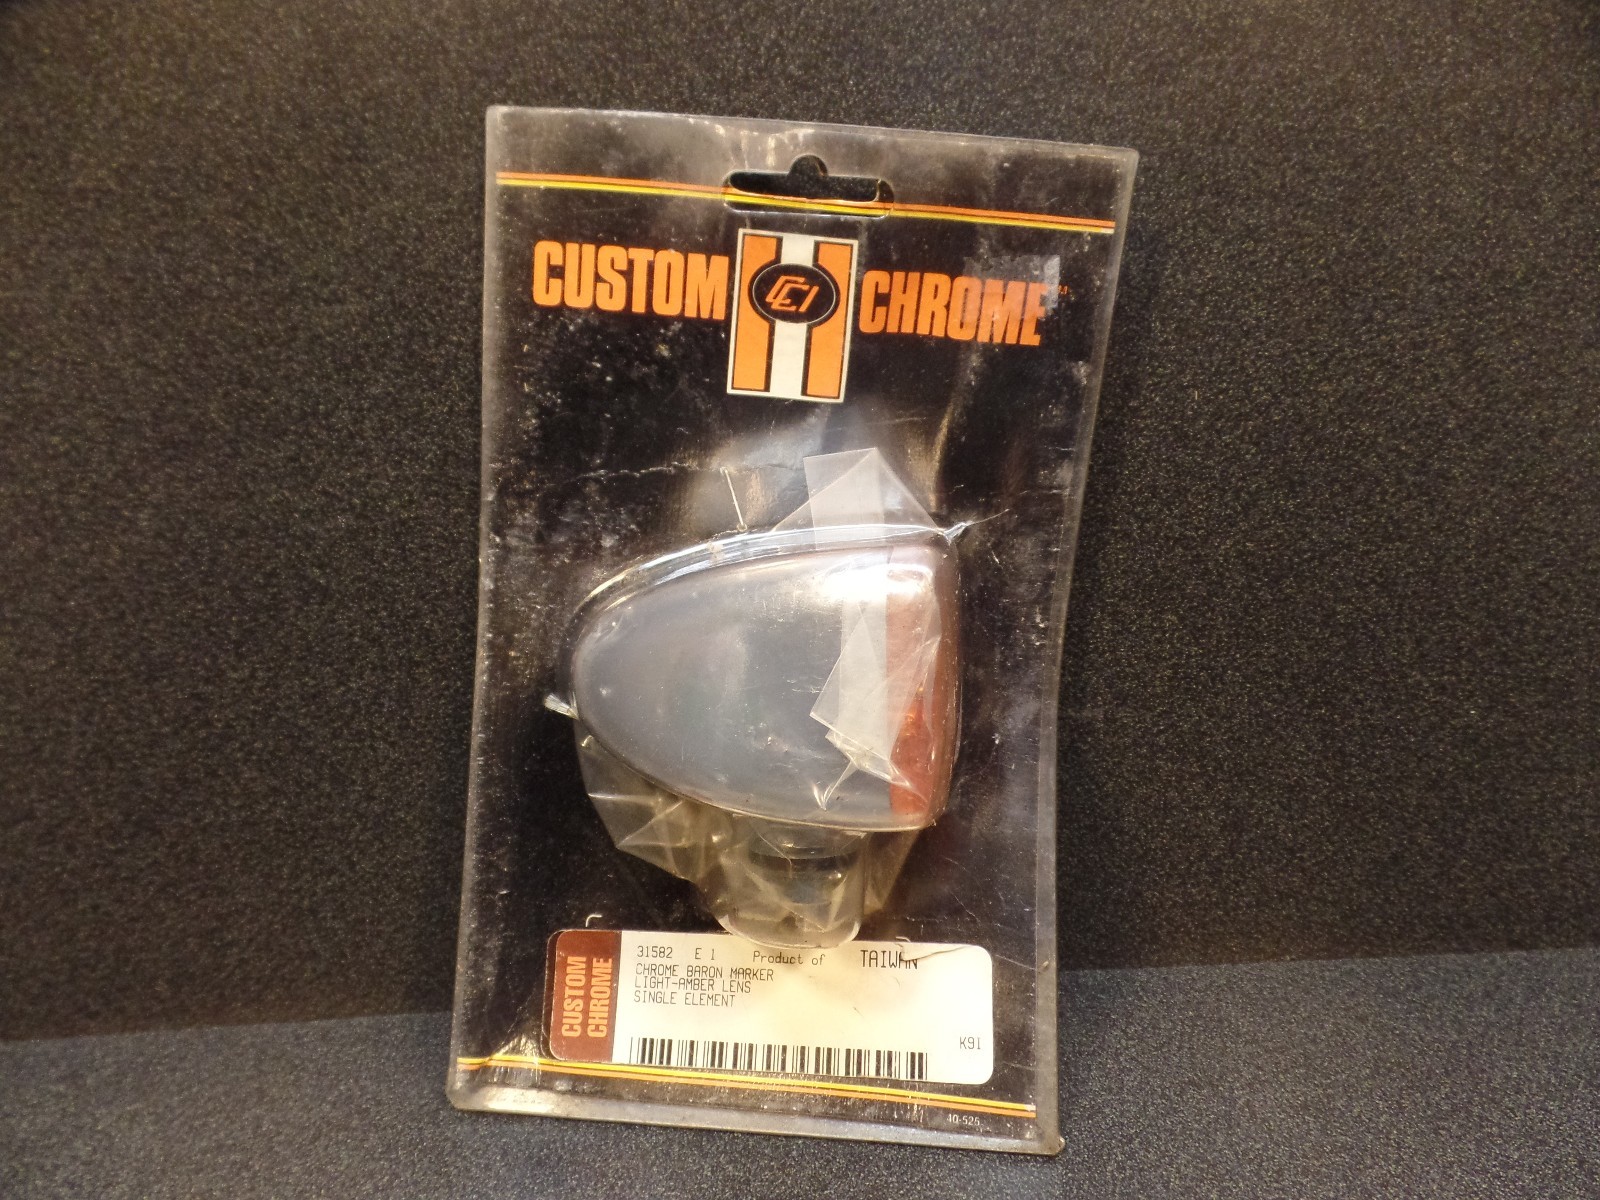 CUSTOM CCI CHROME
31582 E 1 Product of TAIWAN
CHROME BARON MARKER
LIGHT-AMBER LENS
SINGLE ELEMENT
CUSTOM
CHROME
K91
40-526